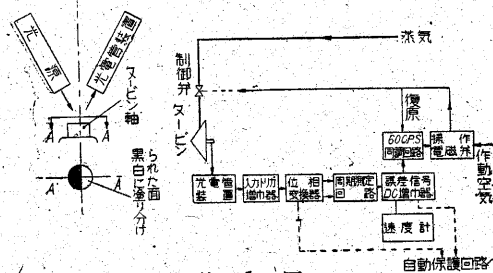 光源
光電管装置
タービン軸
A
A
A'
A
黒白に塗り分け
られた面
蒸気
制御弁
タービン
復原
60CPS
同調回路
操作
電磁弁
作動空気
光電管
装置
入力ドリガ
増巾器
位相
変換器
周期測定
回路
誤差信号
DC増巾器
速度計
自動保護回路へ